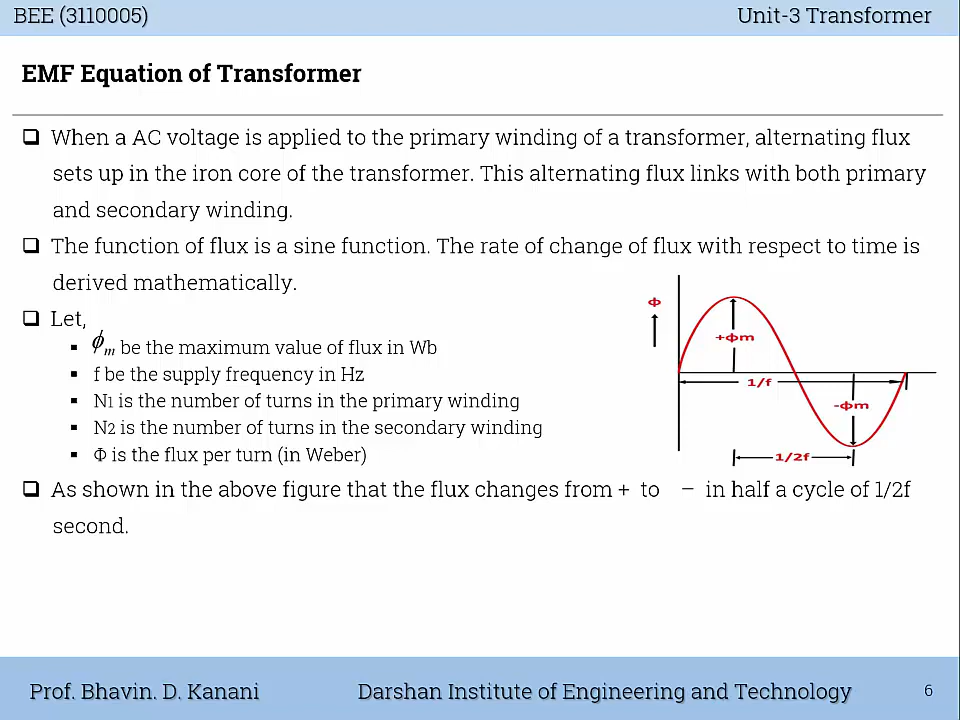 BEE (3110005) Unit-3 Transformer
EMF Equation of Transformer
❑ When a AC voltage is applied to the primary winding of a transformer, alternating flux
sets up in the iron core of the transformer. This alternating flux links with both primary
and secondary winding.
❑ The function of flux is a sine function. The rate of change of flux with respect to time is
derived mathematically.
❑ Let,
▪ ϕm be the maximum value of flux in Wb
▪ f be the supply frequency in Hz
▪ N1 is the number of turns in the primary winding
▪ N2 is the number of turns in the secondary winding
▪ Φ is the flux per turn (in Weber)
Φ
+Φm
1/f
-Φm
1/2f
❑ As shown in the above figure that the flux changes from + to − in half a cycle of 1/2f
second.
Prof. Bhavin. D. Kanani Darshan Institute of Engineering and Technology 6